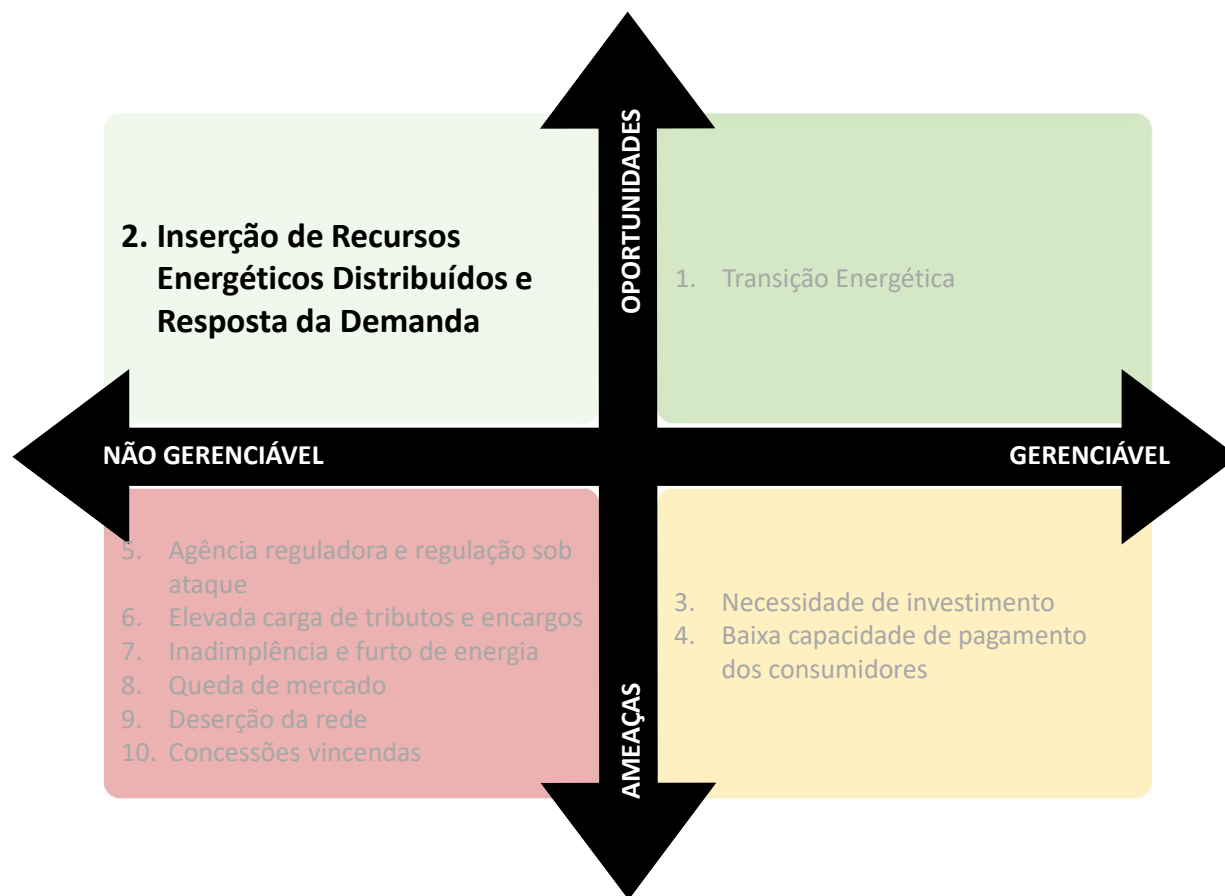 OPORTUNIDADES
2. Inserção de Recursos
Energéticos Distribuídos e
Resposta da Demanda
1. Transição Energética
NÃO GERENCIÁVEL
GERENCIÁVEL
5. Agência reguladora e regulação sob
ataque
6. Elevada carga de tributos e encargos
7. Inadimplência e furto de energia
8. Queda de mercado
9. Deserção da rede
10. Concessões vincendas
3. Necessidade de investimento
4. Baixa capacidade de pagamento
dos consumidores
AMEAÇAS